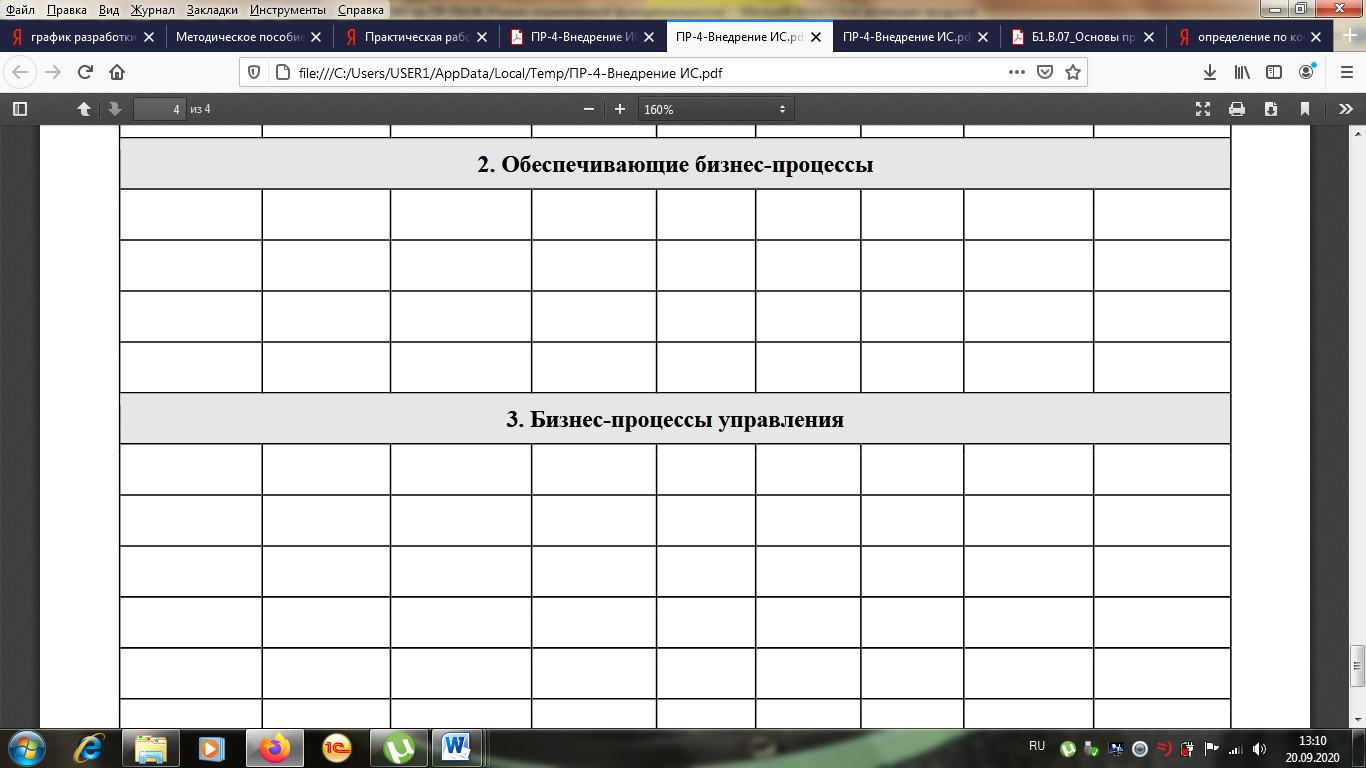 Файл Правка Вид Журнал Закладки Инструменты Справка
график разработки Методическое пособие Практическая рабо ПР-4-Внедрение ИС ПР-4-Внедрение ИС.pd ПР-4-Внедрение ИС.pd Б1.В.07_Основы пр определение по ко
file:///C:/Users/USER1/AppData/Local/Temp/ПР-4-Внедрение ИС.pdf
4 из 4 160%
2. Обеспечивающие бизнес-процессы
3. Бизнес-процессы управления
RU 13:10
20.09.2020